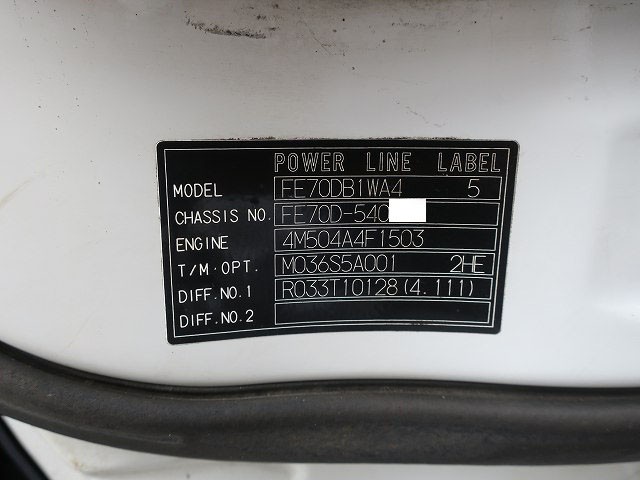 POWER LINE LABEL
MODEL FE70DB1WA4 5
CHASSIS NO. FE70D-540
ENGINE 4M504A4F1503
T/M·OPT. M036S5A001 2HE
DIFF.NO.1 R033T10128(4.111)
DIFF.NO.2